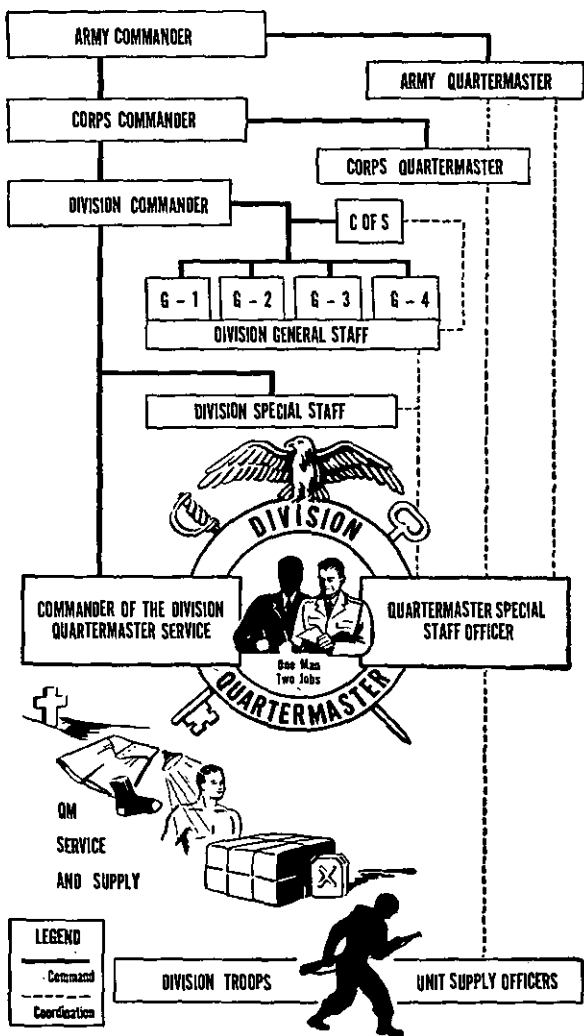 ARMY COMMANDER
ARMY QUARTERMASTER
CORPS COMMANDER
CORPS QUARTERMASTER
DIVISION COMMANDER
C OF S
G-1 G-2 G-3 G-4
DIVISION GENERAL STAFF
DIVISION SPECIAL STAFF
DIVISION
COMMANDER OF THE DIVISION
QUARTERMASTER SERVICE
QUARTERMASTER SPECIAL
STAFF OFFICER
One Man
Two Jobs
QUARTERMASTER
QM
SERVICE
AND SUPPLY
LEGEND
Command
Coordination
DIVISION TROOPS
UNIT SUPPLY OFFICERS